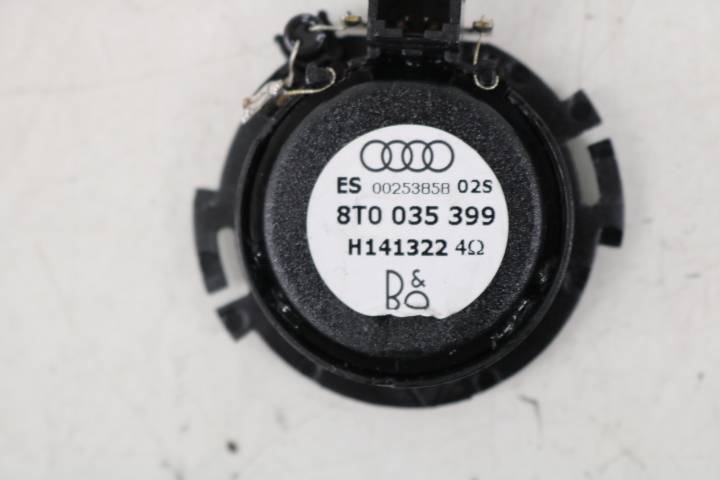 ES 00253858 02S
8T0 035 399
H141322 4Ω
B&O